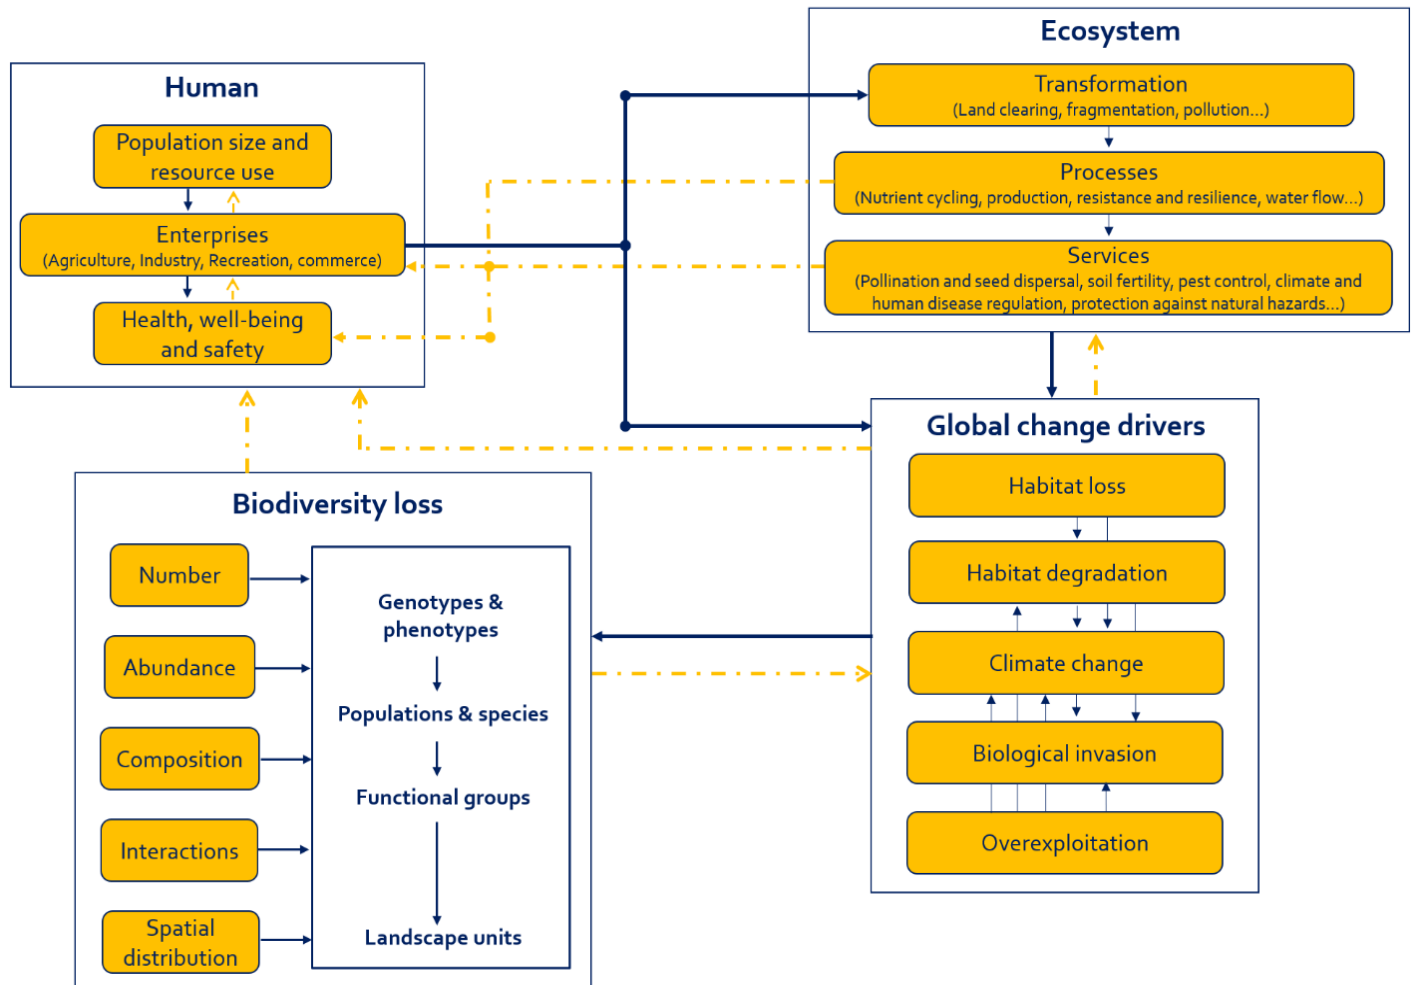 Human
Population size and
resource use
Enterprises
(Agriculture, Industry, Recreation, commerce)
Health, well-being
and safety
Ecosystem
Transformation
(Land clearing, fragmentation, pollution...)
Processes
(Nutrient cycling, production, resistance and resilience, water flow...)
Services
(Pollination and seed dispersal, soil fertility, pest control, climate and
human disease regulation, protection against natural hazards...)
Biodiversity loss
Number
Abundance
Composition
Interactions
Spatial
distribution
Genotypes &
phenotypes
Populations & species
Functional groups
Landscape units
Global change drivers
Habitat loss
Habitat degradation
Climate change
Biological invasion
Overexploitation